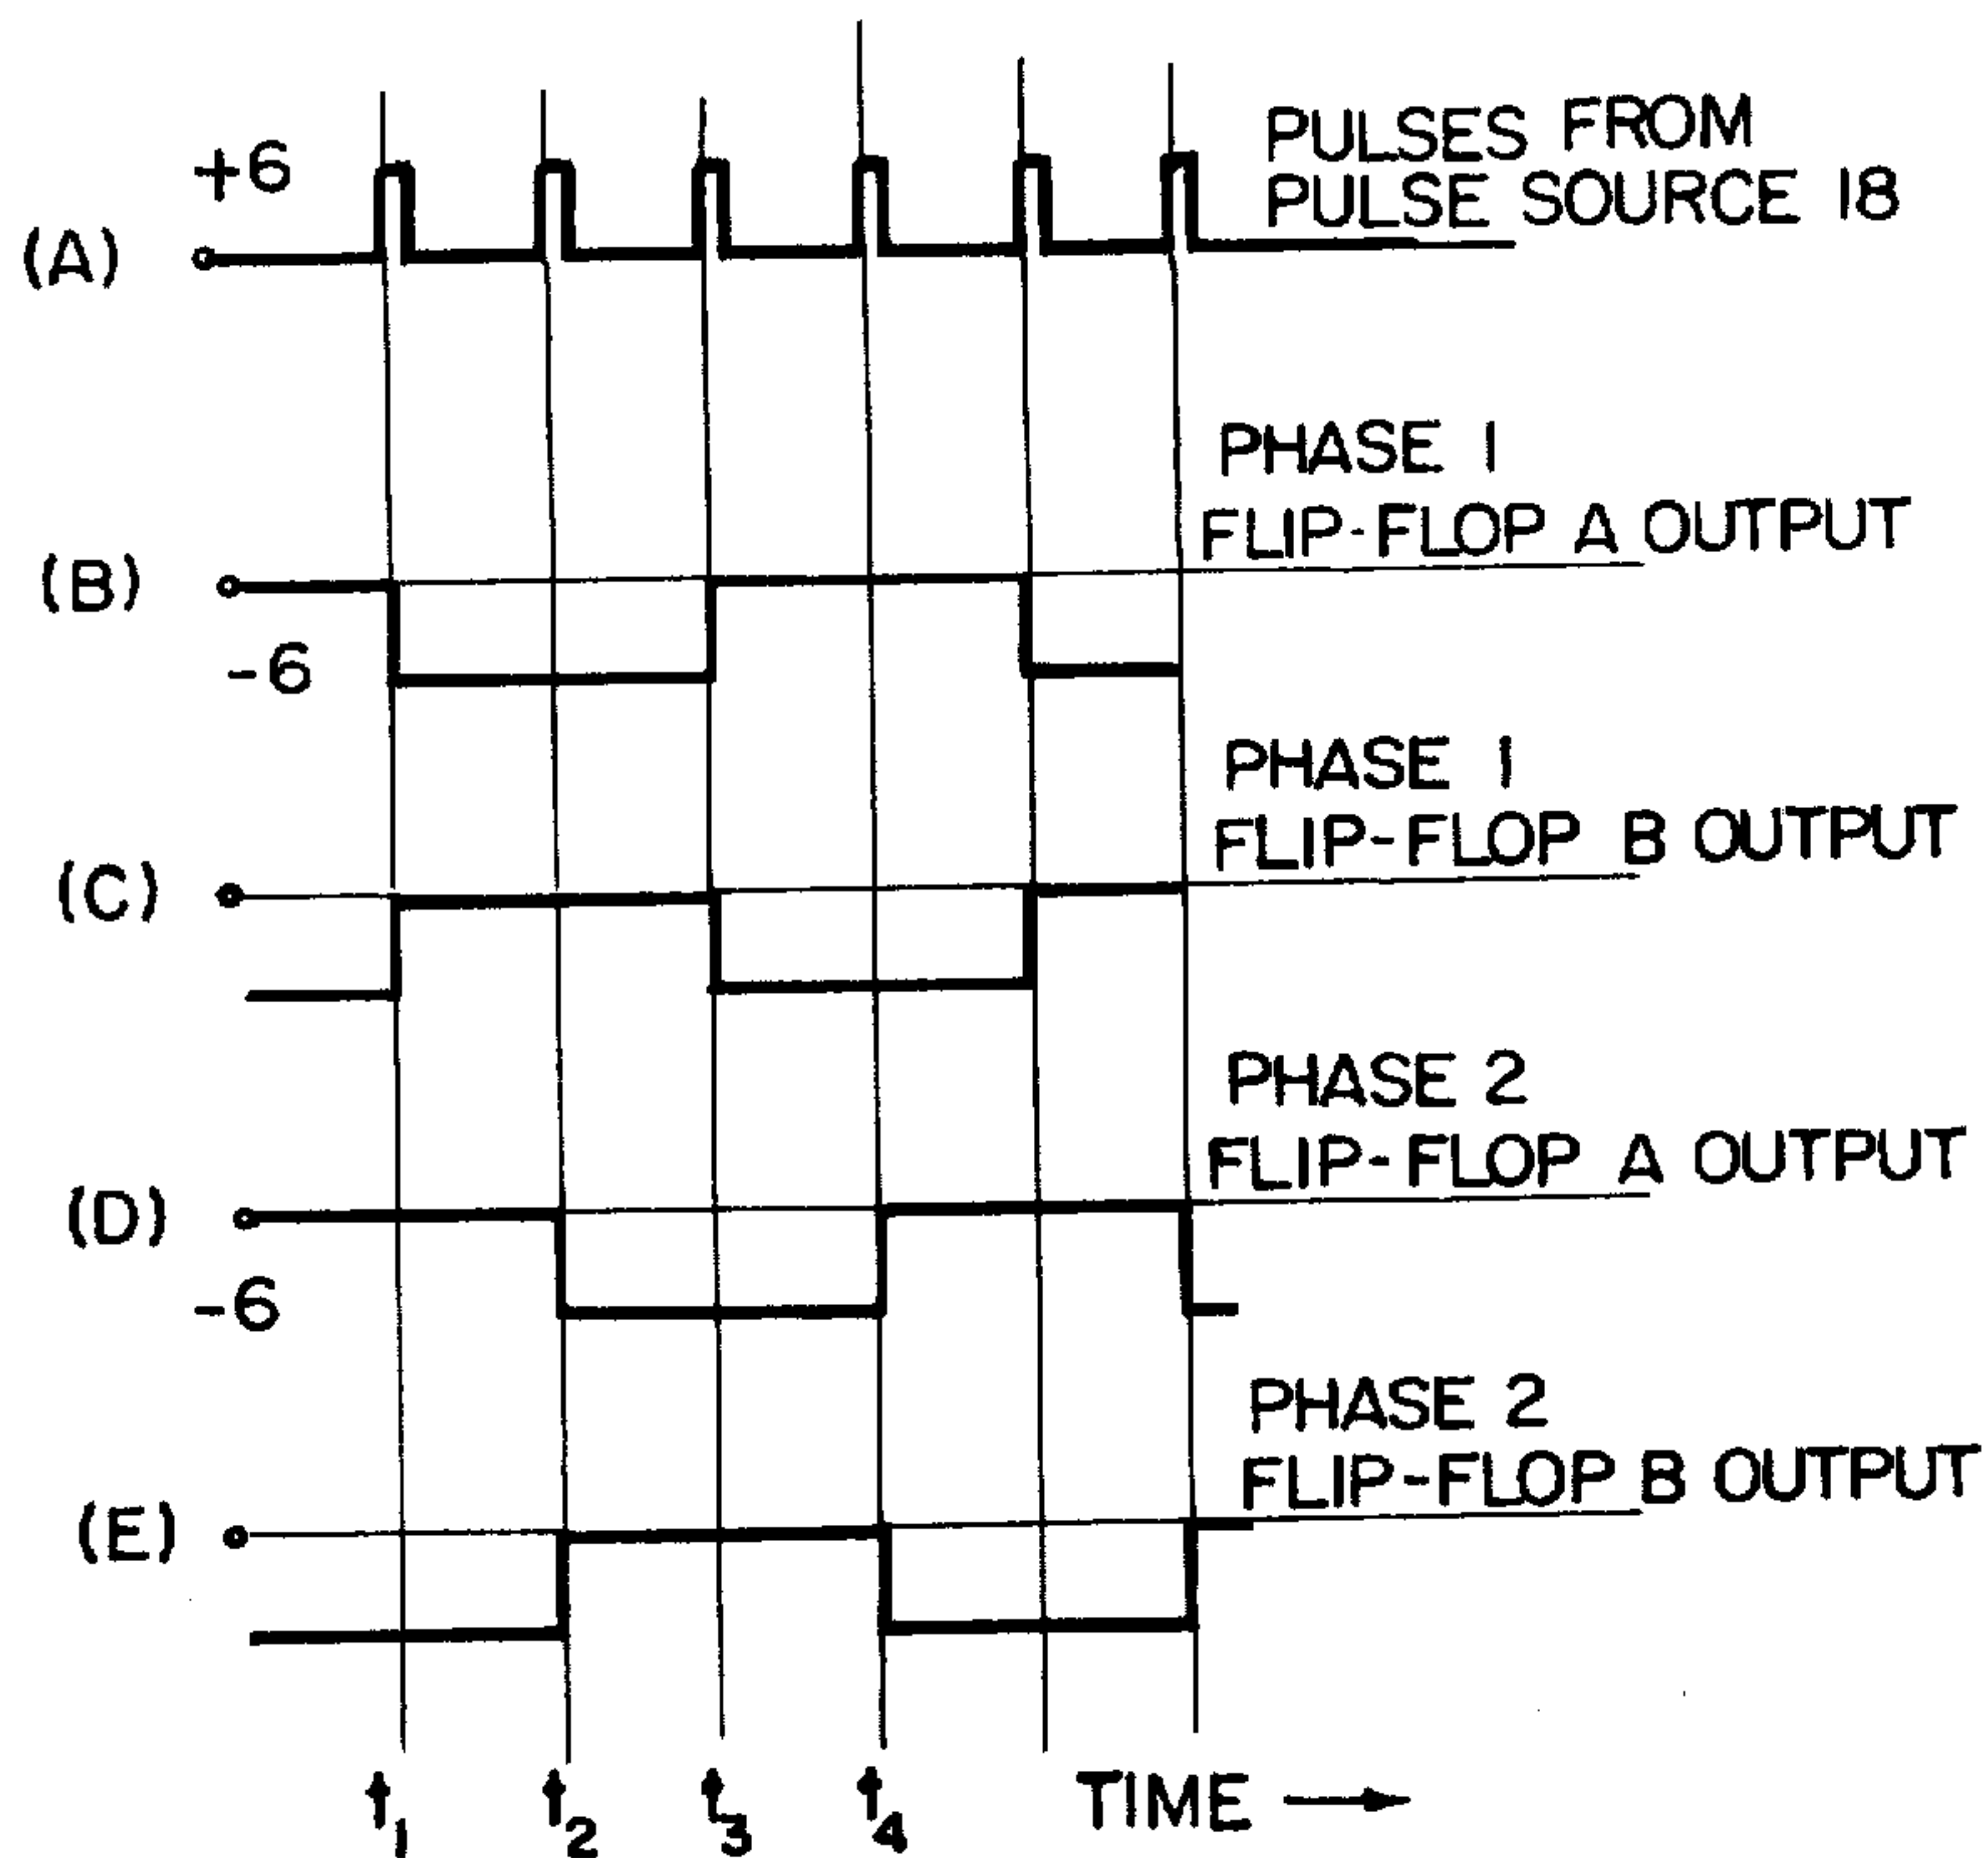 PULSES FROM
+6
PULSE SOURCE 18
(A)
PHASE 1
FLIP-FLOP A OUTPUT
(B)
-6
PHASE 1
FLIP-FLOP B OUTPUT
(C)
PHASE 2
FLIP-FLOP A OUTPUT
(D)
-6
PHASE 2
FLIP-FLOP B OUTPUT
(E)
t1 t2 t3 t4 TIME →